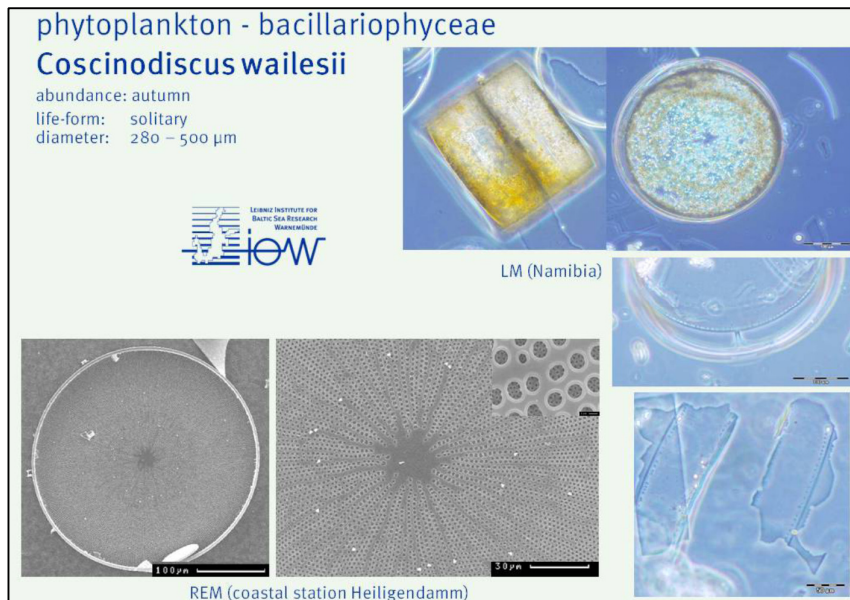 phytoplankton - bacillariophyceae
Coscinodiscus wailesii
abundance: autumn
life-form: solitary
diameter: 280 – 500 µm
LEIBNIZ INSTITUTE FOR
BALTIC SEA RESEARCH
WARNEMÜNDE
iow
LM (Namibia)
100µm
30µm
REM (coastal station Heiligendamm)